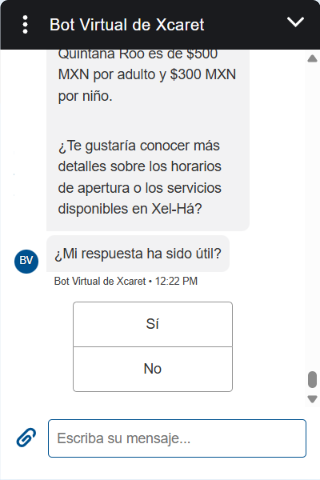 Bot Virtual de Xcaret
Quintana Roo es de $500
MXN por adulto y $300 MXN
por niño.
¿Te gustaría conocer más
detalles sobre los horarios
de apertura o los servicios
disponibles en Xel-Há?
BV
¿Mi respuesta ha sido útil?
Bot Virtual de Xcaret • 12:22 PM
Sí
No
Escriba su mensaje...